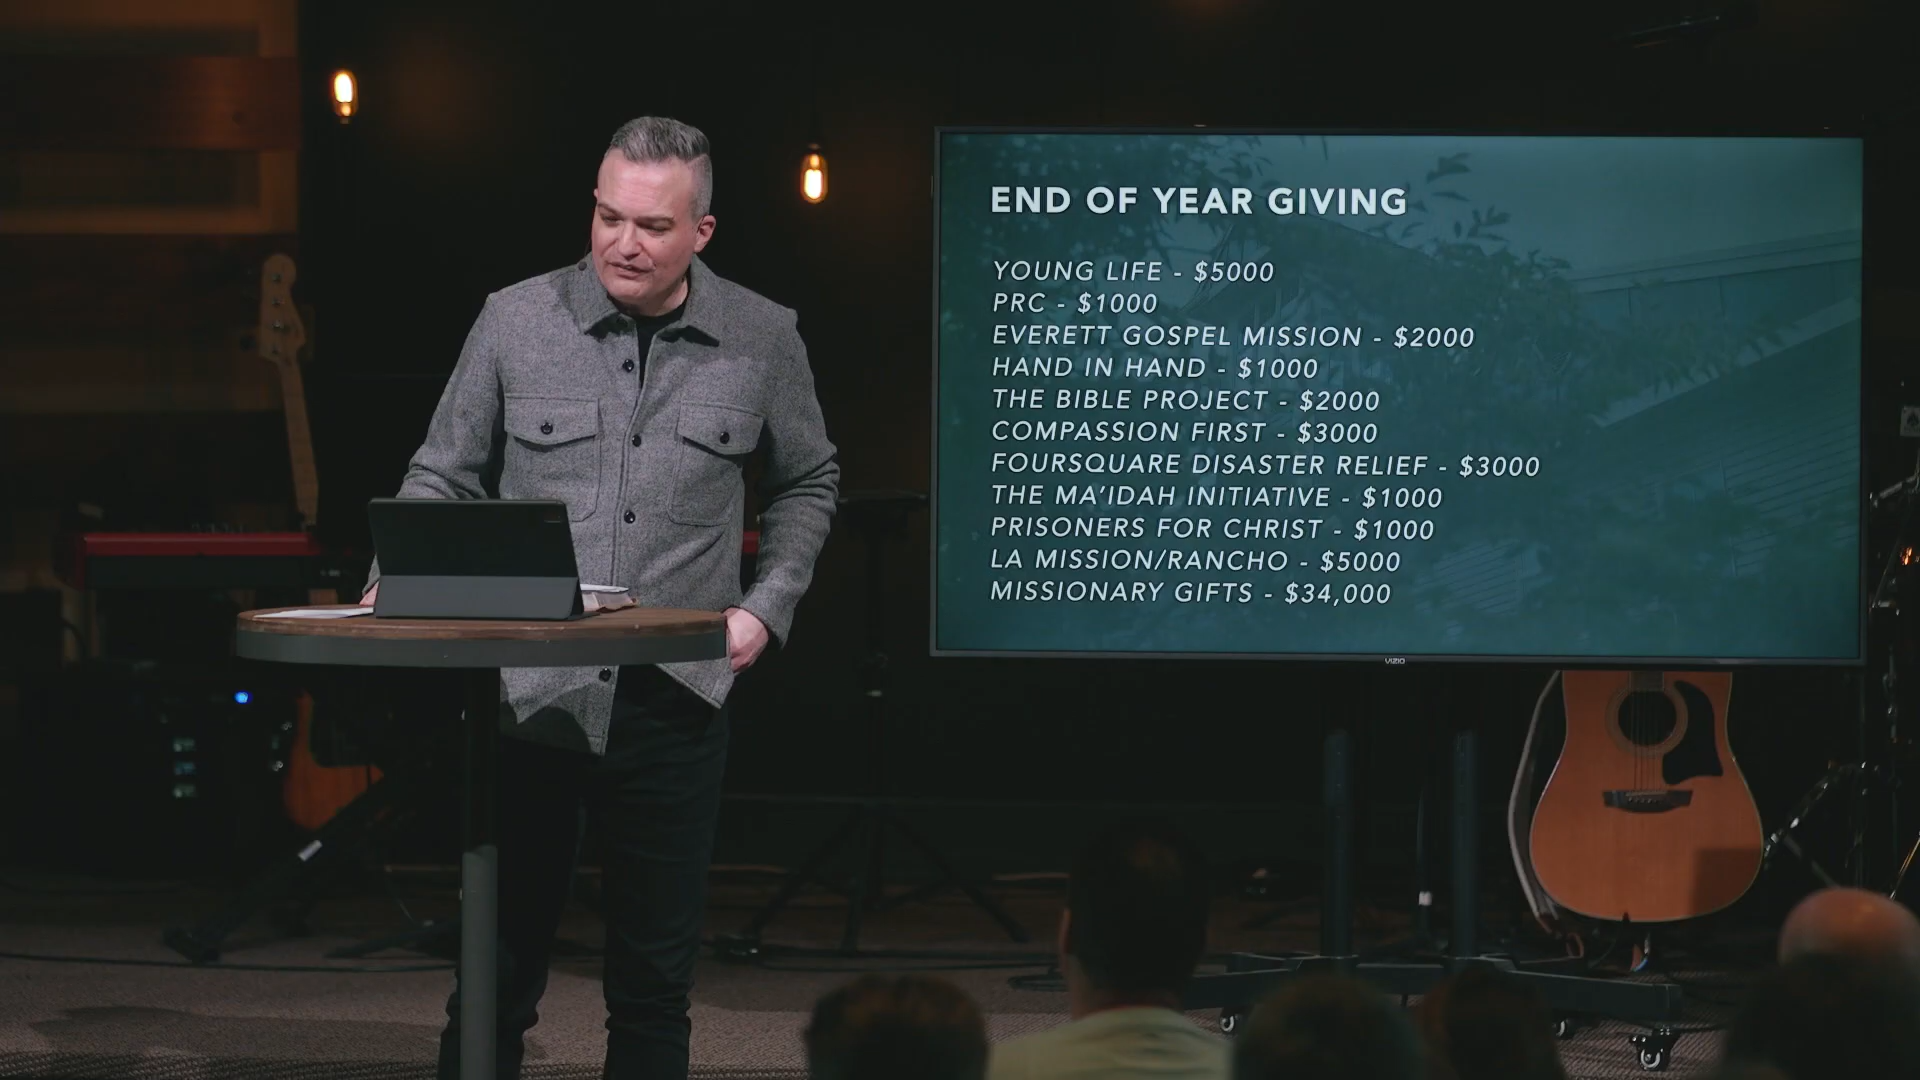 END OF YEAR GIVING
YOUNG LIFE - $5000
PRC - $1000
EVERETT GOSPEL MISSION - $2000
HAND IN HAND - $1000
THE BIBLE PROJECT - $2000
COMPASSION FIRST - $3000
FOURSQUARE DISASTER RELIEF - $3000
THE MA'IDAH INITIATIVE - $1000
PRISONERS FOR CHRIST - $1000
LA MISSION/RANCHO - $5000
MISSIONARY GIFTS - $34,000
VIZIO